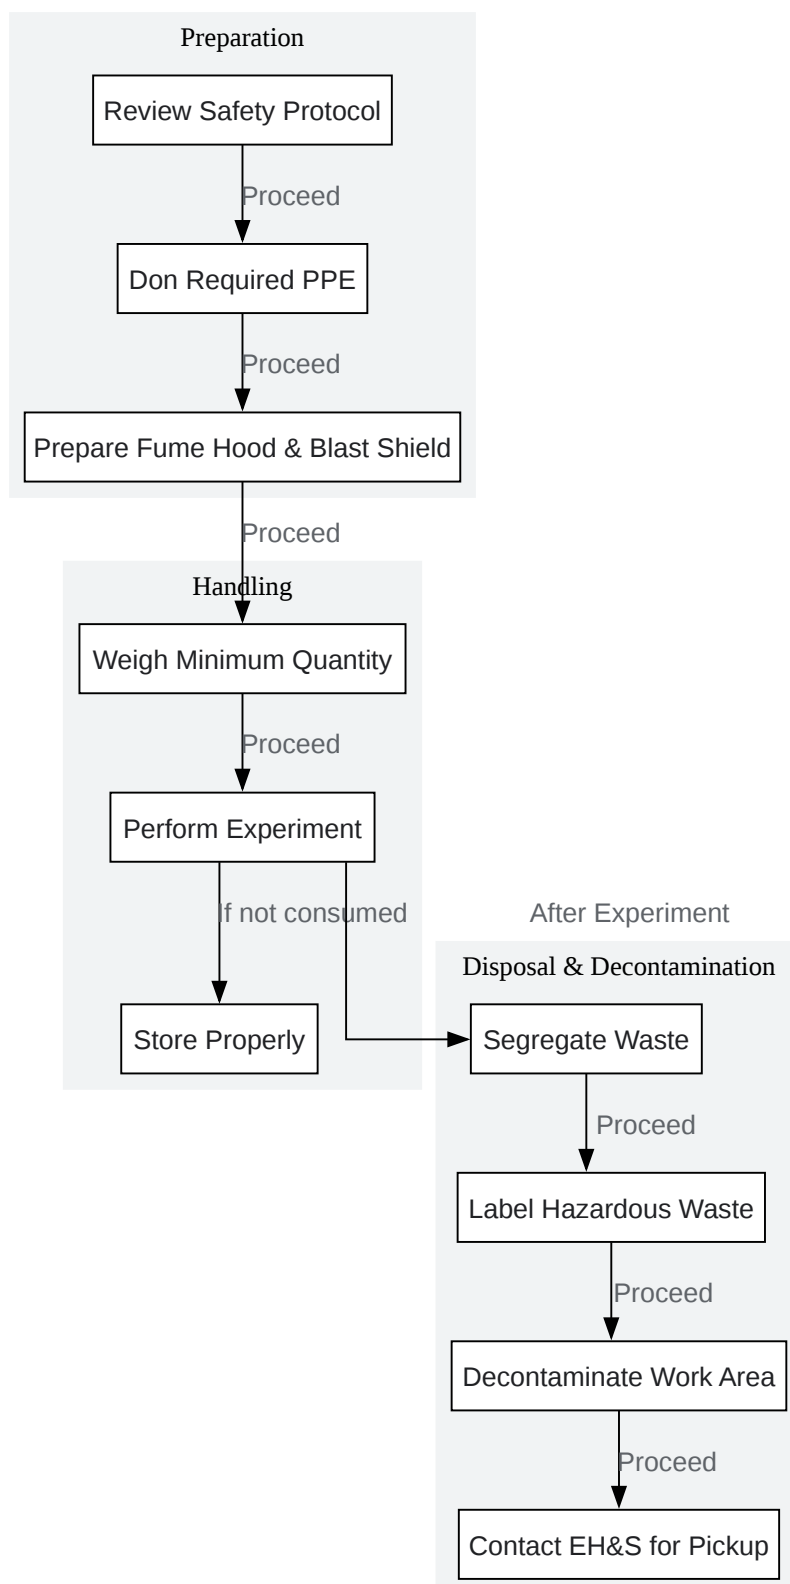 Preparation
Review Safety Protocol
Proceed
Don Required PPE
Proceed
Prepare Fume Hood & Blast Shield
Proceed
Handling
Weigh Minimum Quantity
Proceed
Perform Experiment
If not consumed
After Experiment
Disposal & Decontamination
Store Properly
Segregate Waste
Proceed
Label Hazardous Waste
Proceed
Decontaminate Work Area
Proceed
Contact EH&S for Pickup